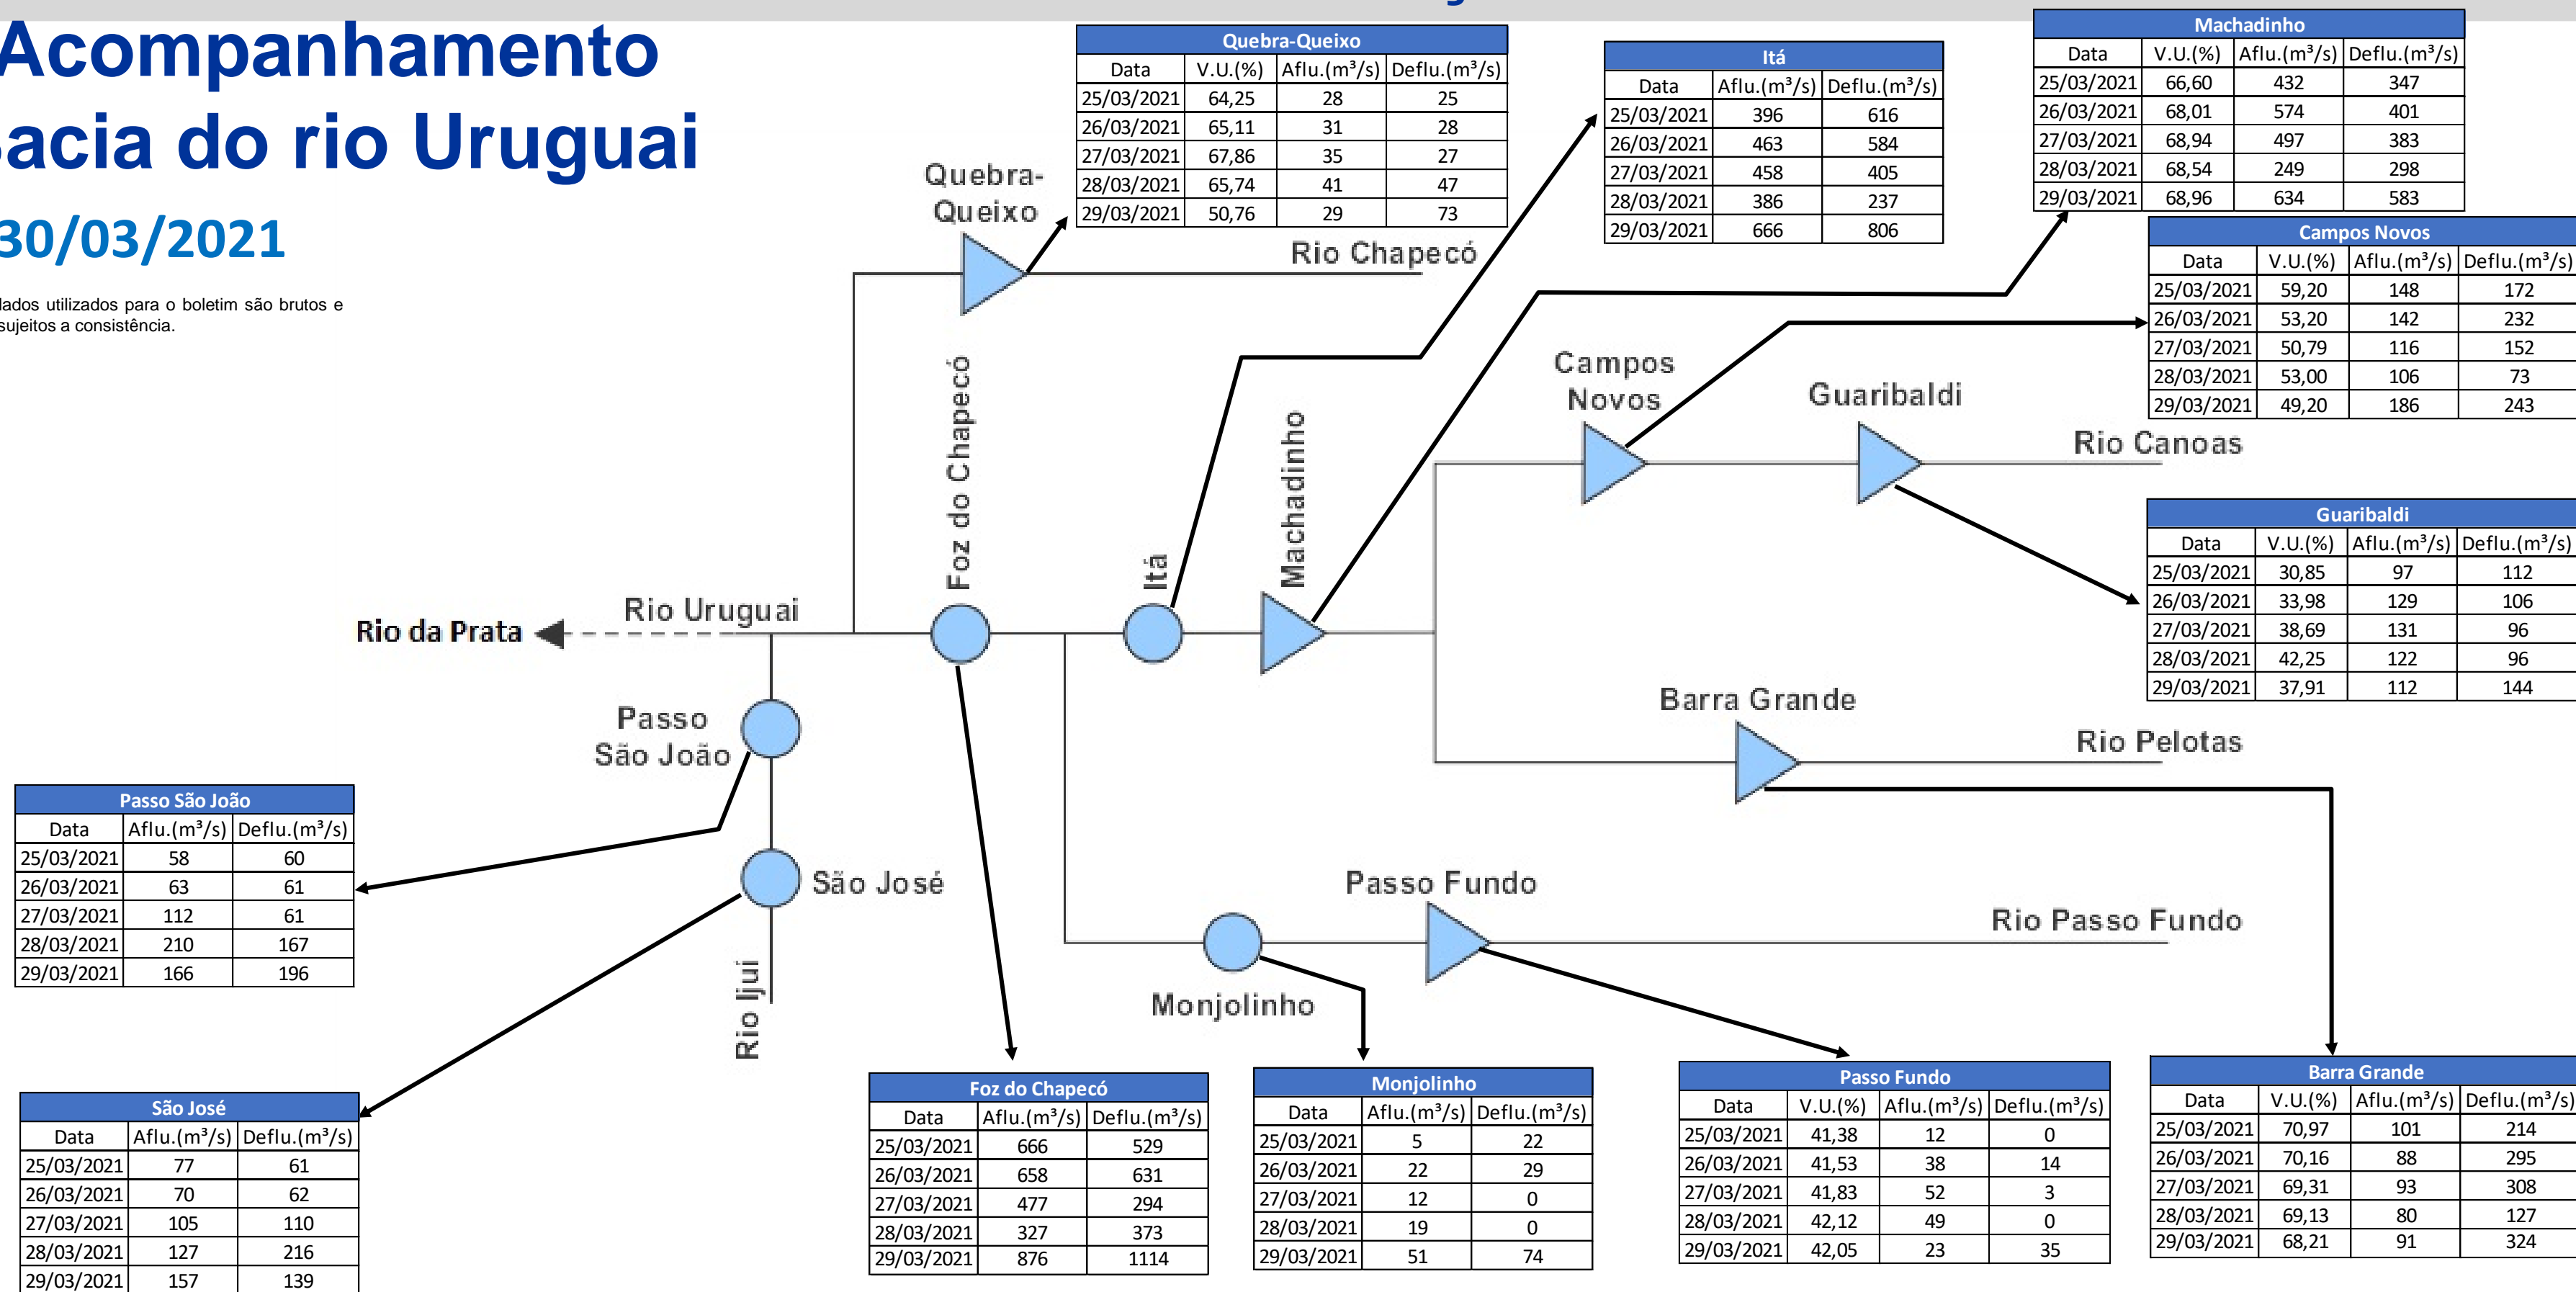 Acompanhamento
acia do rio Uruguai
30/03/2021
dados utilizados para o boletim são brutos e
sujeitos a consistência.
Quebra-Queixo
Data V.U.(%) Aflu.(m³/s) Deflu.(m³/s)
25/03/2021 64,25 28 25
26/03/2021 65,11 31 28
27/03/2021 67,86 35 27
28/03/2021 65,74 41 47
29/03/2021 50,76 29 73
Itá
Data Aflu.(m³/s) Deflu.(m³/s)
25/03/2021 396 616
26/03/2021 463 584
27/03/2021 458 405
28/03/2021 386 237
29/03/2021 666 806
Machadinho
Data V.U.(%) Aflu.(m³/s) Deflu.(m³/s)
25/03/2021 66,60 432 347
26/03/2021 68,01 574 401
27/03/2021 68,94 497 383
28/03/2021 68,54 249 298
29/03/2021 68,96 634 583
Campos Novos
Data V.U.(%) Aflu.(m³/s) Deflu.(m³/s)
25/03/2021 59,20 148 172
26/03/2021 53,20 142 232
27/03/2021 50,79 116 152
28/03/2021 53,00 106 73
29/03/2021 49,20 186 243
Guaribaldi
Data V.U.(%) Aflu.(m³/s) Deflu.(m³/s)
25/03/2021 30,85 97 112
26/03/2021 33,98 129 106
27/03/2021 38,69 131 96
28/03/2021 42,25 122 96
29/03/2021 37,91 112 144
Quebra-
Queixo
Rio Chapecó
Foz do Chapecó
Itá
Machadinho
Campos
Novos
Guaribaldi
Rio Canoas
Rio da Prata
Rio Uruguai
Barra Grande
Rio Pelotas
Passo
São João
São José
Rio Ijui
Passo Fundo
Rio Passo Fundo
Monjolinho
Passo São João
Data Aflu.(m³/s) Deflu.(m³/s)
25/03/2021 58 60
26/03/2021 63 61
27/03/2021 112 61
28/03/2021 210 167
29/03/2021 166 196
São José
Data Aflu.(m³/s) Deflu.(m³/s)
25/03/2021 77 61
26/03/2021 70 62
27/03/2021 105 110
28/03/2021 127 216
29/03/2021 157 139
Foz do Chapecó
Data Aflu.(m³/s) Deflu.(m³/s)
25/03/2021 666 529
26/03/2021 658 631
27/03/2021 477 294
28/03/2021 327 373
29/03/2021 876 1114
Monjolinho
Data Aflu.(m³/s) Deflu.(m³/s)
25/03/2021 5 22
26/03/2021 22 29
27/03/2021 12 0
28/03/2021 19 0
29/03/2021 51 74
Passo Fundo
Data V.U.(%) Aflu.(m³/s) Deflu.(m³/s)
25/03/2021 41,38 12 0
26/03/2021 41,53 38 14
27/03/2021 41,83 52 3
28/03/2021 42,12 49 0
29/03/2021 42,05 23 35
Barra Grande
Data V.U.(%) Aflu.(m³/s) Deflu.(m³/s)
25/03/2021 70,97 101 214
26/03/2021 70,16 88 295
27/03/2021 69,31 93 308
28/03/2021 69,13 80 127
29/03/2021 68,21 91 324